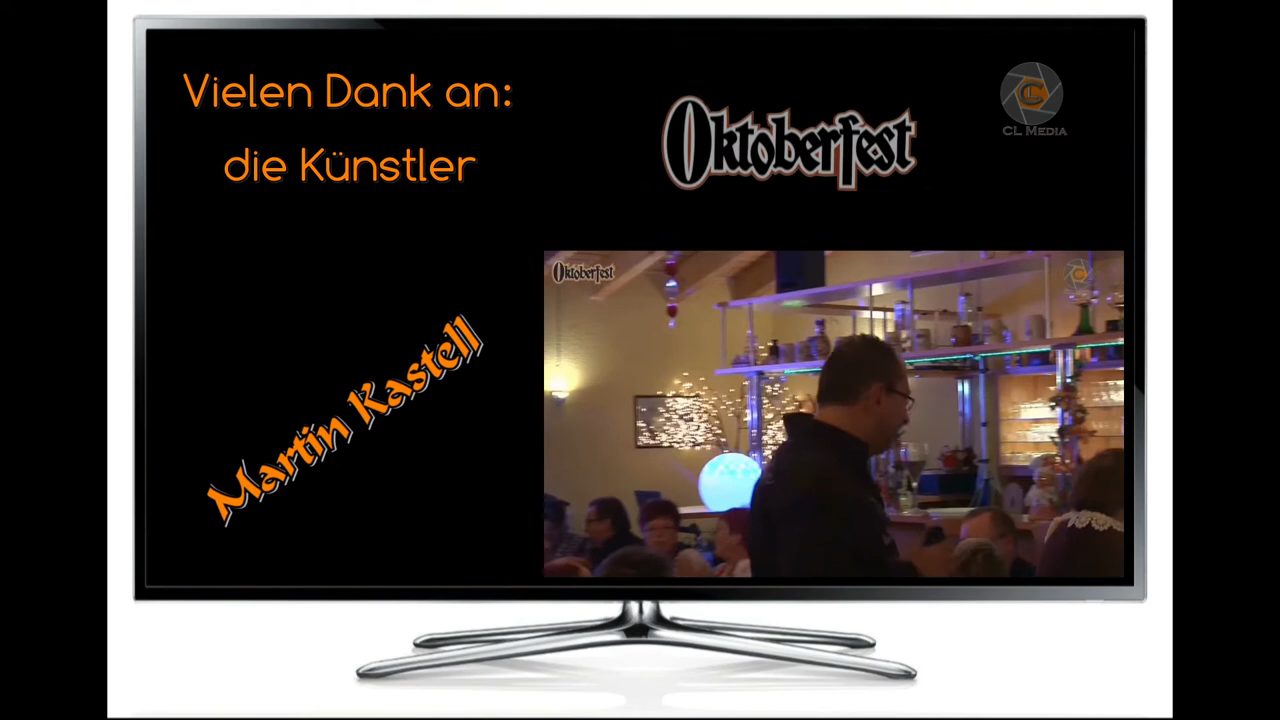 Vielen Dank an:
die Künstler
Oktoberfest
CL MEDIA
Martin Kastell
Oktoberfest